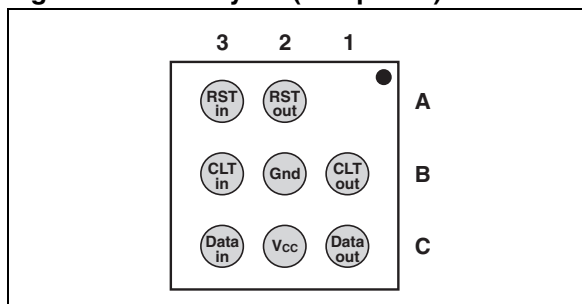 3 2 1
RST in RST out A
CLT in Gnd CLT out B
Data in Vcc Data out C